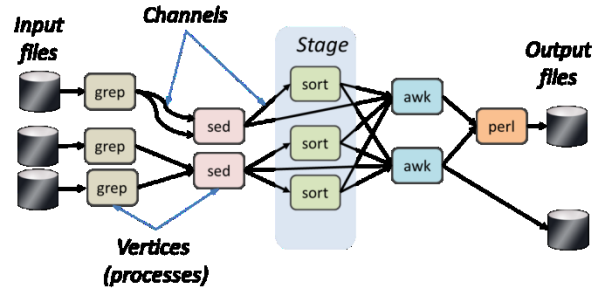 Input
files
Channels
Stage
Output
files
grep
sort
awk
sed
perl
grep
sort
sed
awk
grep
sort
Vertices
(processes)